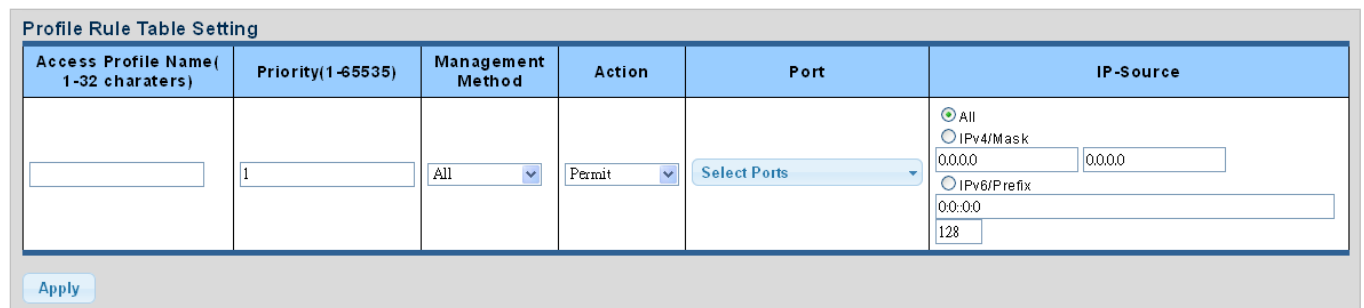 Profile Rule Table Setting
Access Profile Name(
1-32 charaters)
Priority(1-65535)
Management
Method
Action
Port
IP-Source
1
All
Permit
Select Ports
All
IPv4/Mask
0.0.0.0
0.0.0.0
IPv6/Prefix
0:0::0:0
128
Apply